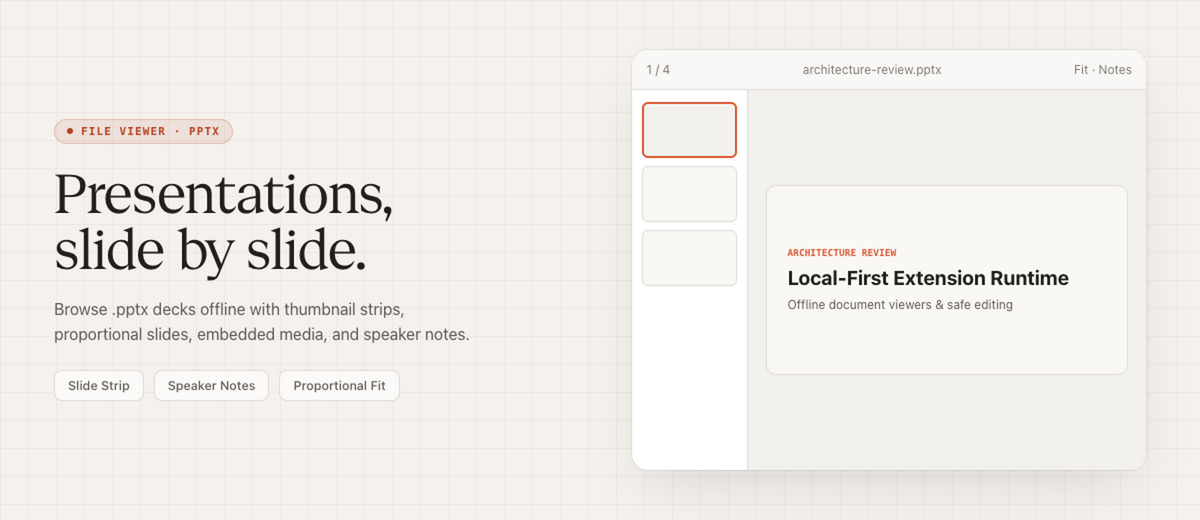 FILE VIEWER · PPTX
Presentations,
slide by slide.
Browse .pptx decks offline with thumbnail strips,
proportional slides, embedded media, and speaker notes.
Slide Strip
Speaker Notes
Proportional Fit
1 / 4
architecture-review.pptx
Fit · Notes
ARCHITECTURE REVIEW
Local-First Extension Runtime
Offline document viewers & safe editing